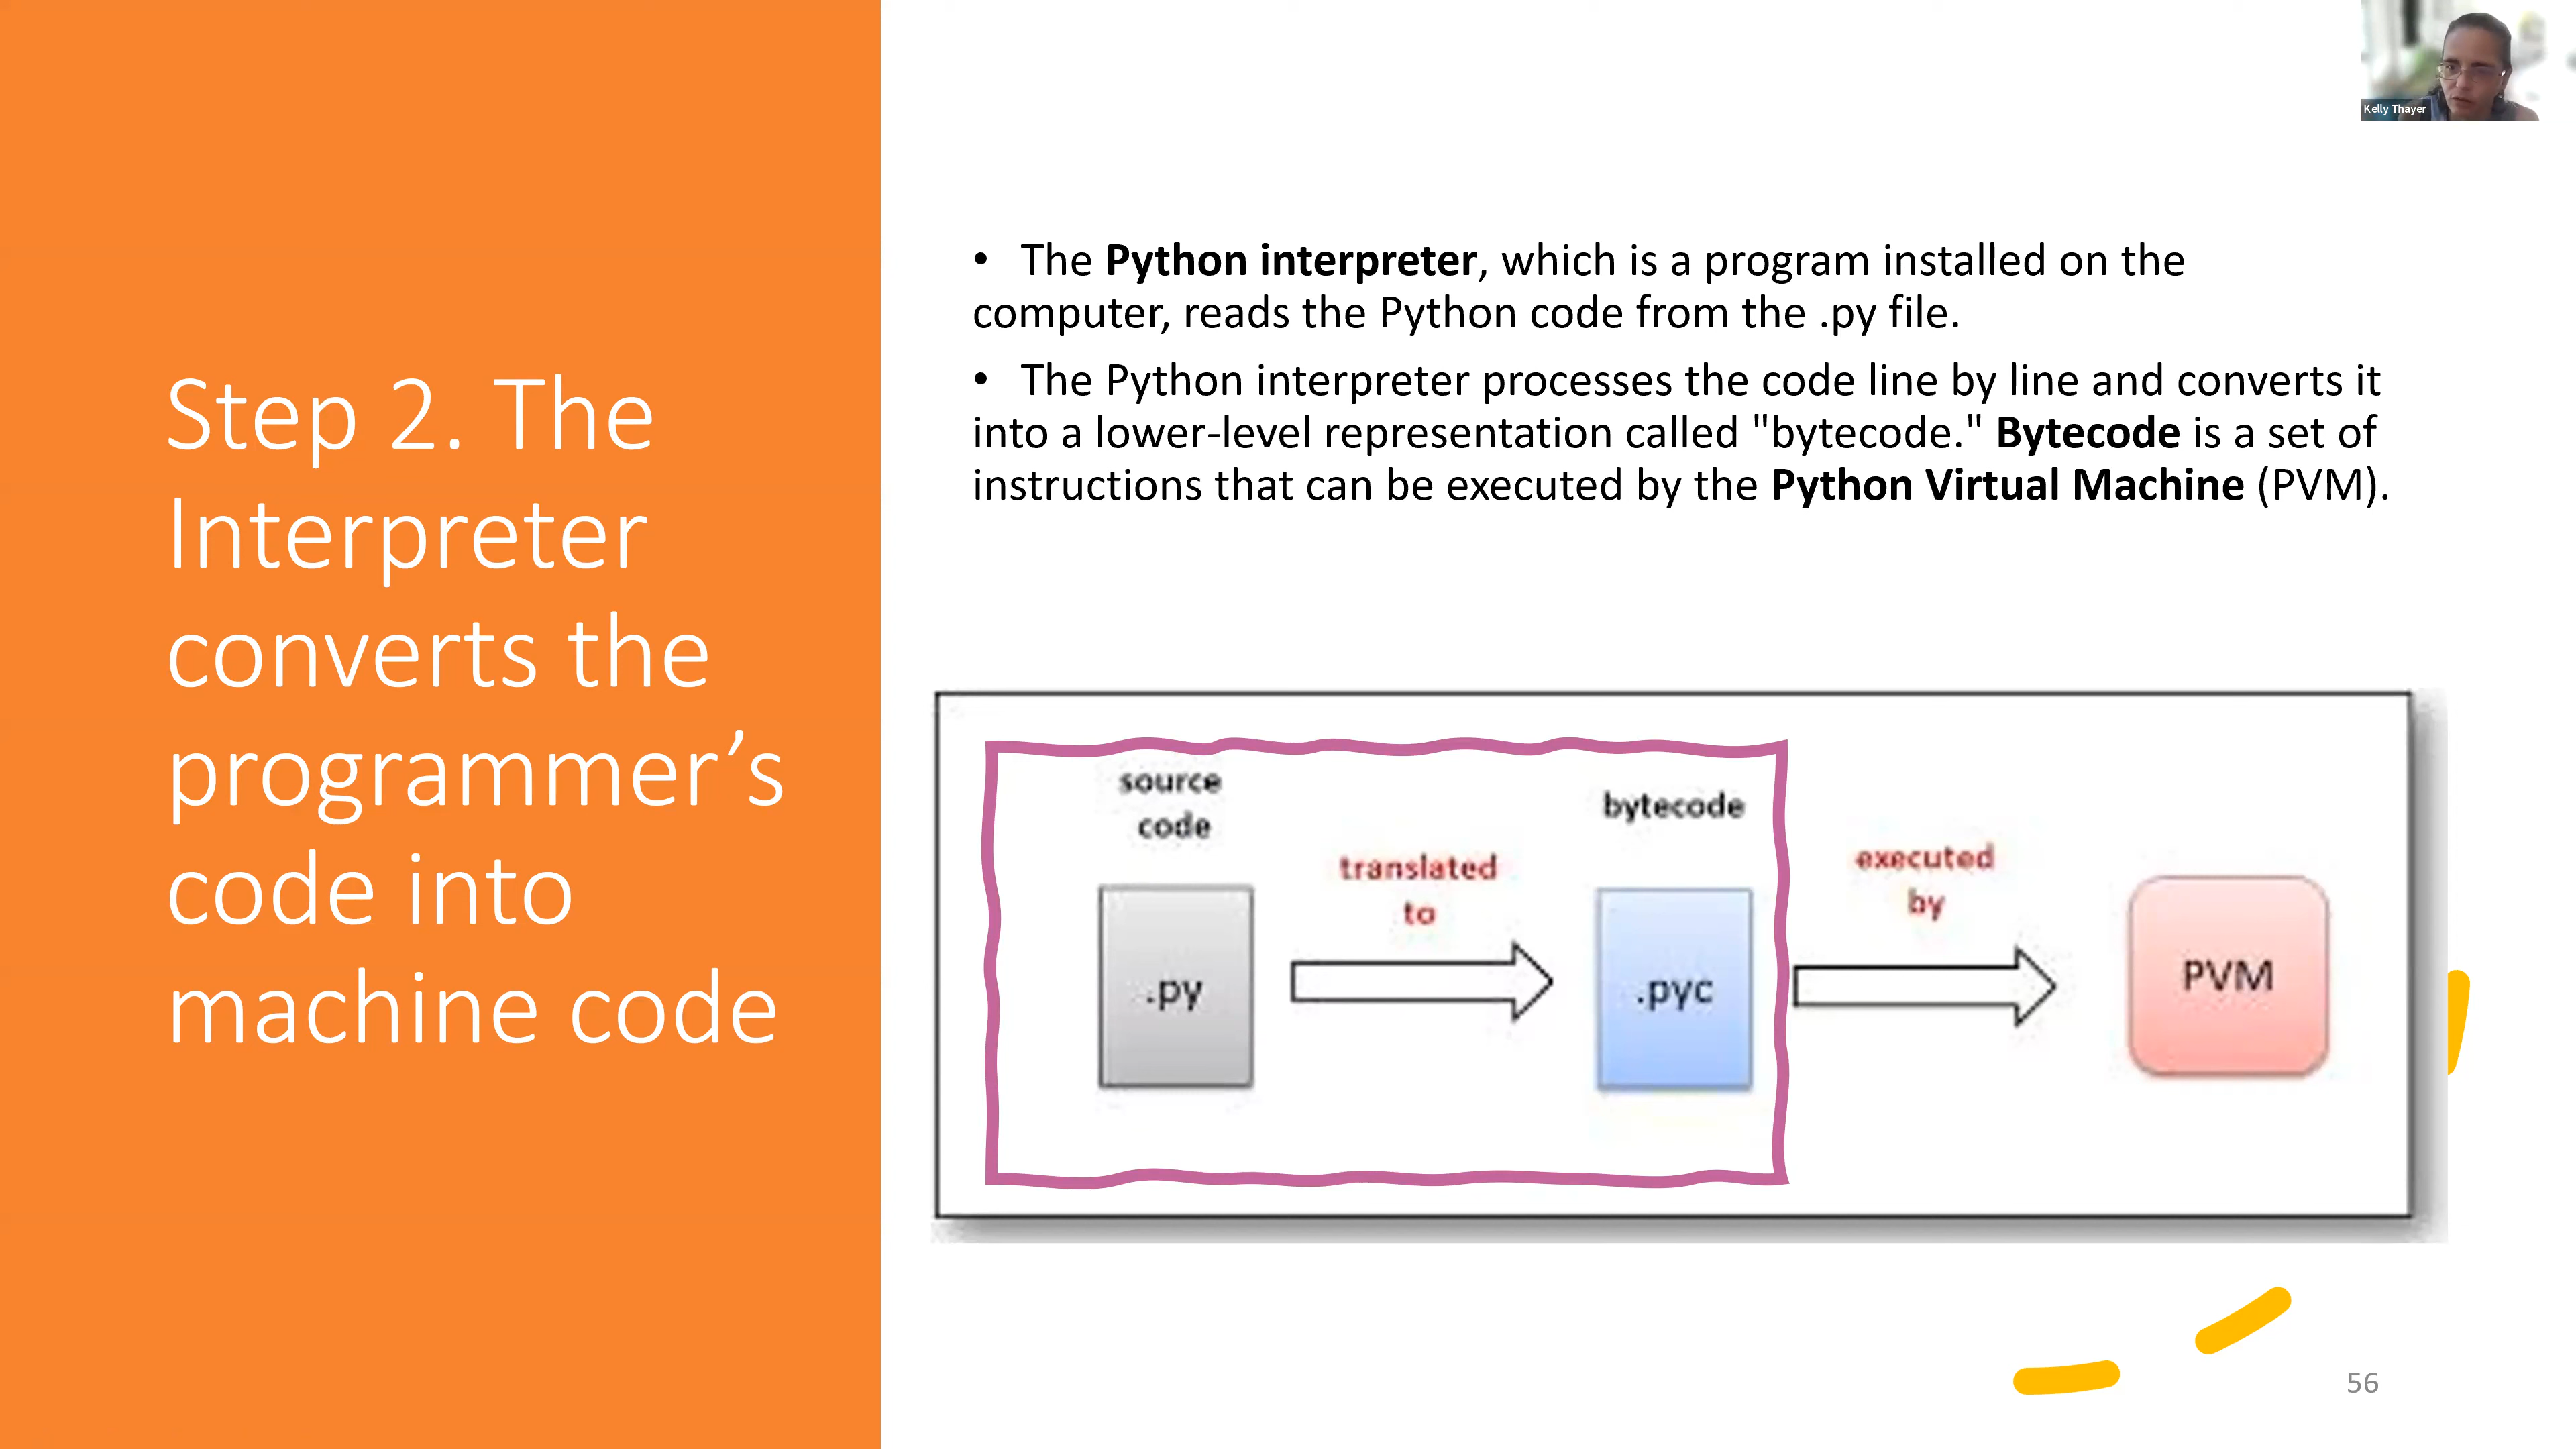 Kelly Thayer
Step 2. The
Interpreter
converts the
programmer’s
code into
machine code
• The Python interpreter, which is a program installed on the
computer, reads the Python code from the .py file.
• The Python interpreter processes the code line by line and converts it
into a lower-level representation called "bytecode." Bytecode is a set of
instructions that can be executed by the Python Virtual Machine (PVM).
source
code
translated
to
bytecode
executed
by
.py
.pyc
PVM
56